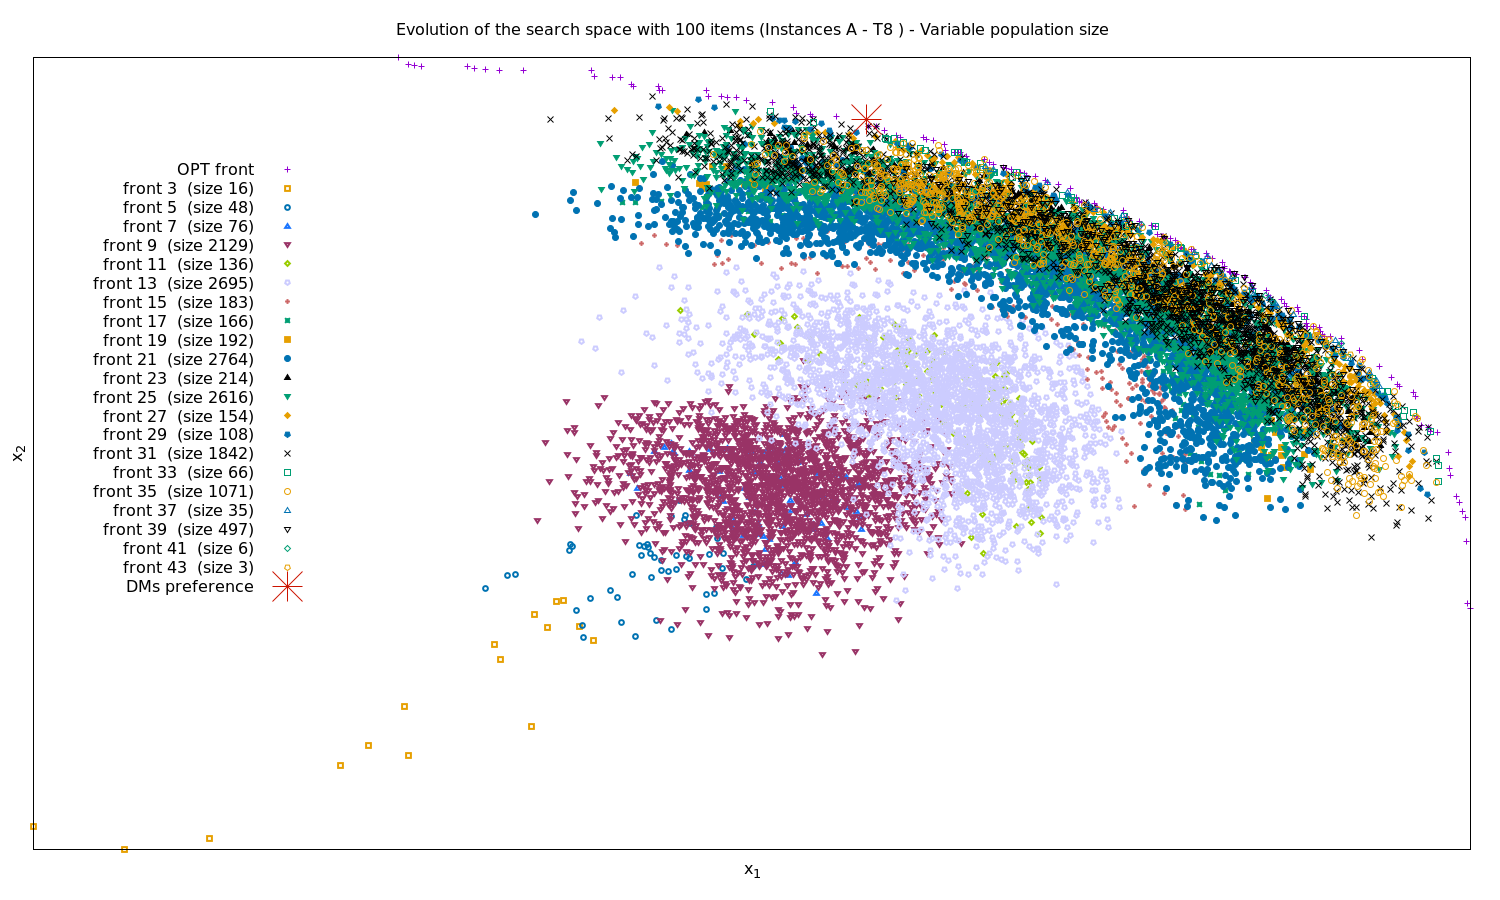 Evolution of the search space with 100 items (Instances A - T8 ) - Variable population size
OPT front
front 3 (size 16)
front 5 (size 48)
front 7 (size 76)
front 9 (size 2129)
front 11 (size 136)
front 13 (size 2695)
front 15 (size 183)
front 17 (size 166)
front 19 (size 192)
front 21 (size 2764)
front 23 (size 214)
front 25 (size 2616)
front 27 (size 154)
front 29 (size 108)
front 31 (size 1842)
front 33 (size 66)
front 35 (size 1071)
front 37 (size 35)
front 39 (size 497)
front 41 (size 6)
front 43 (size 3)
DMs preference
x2
x1